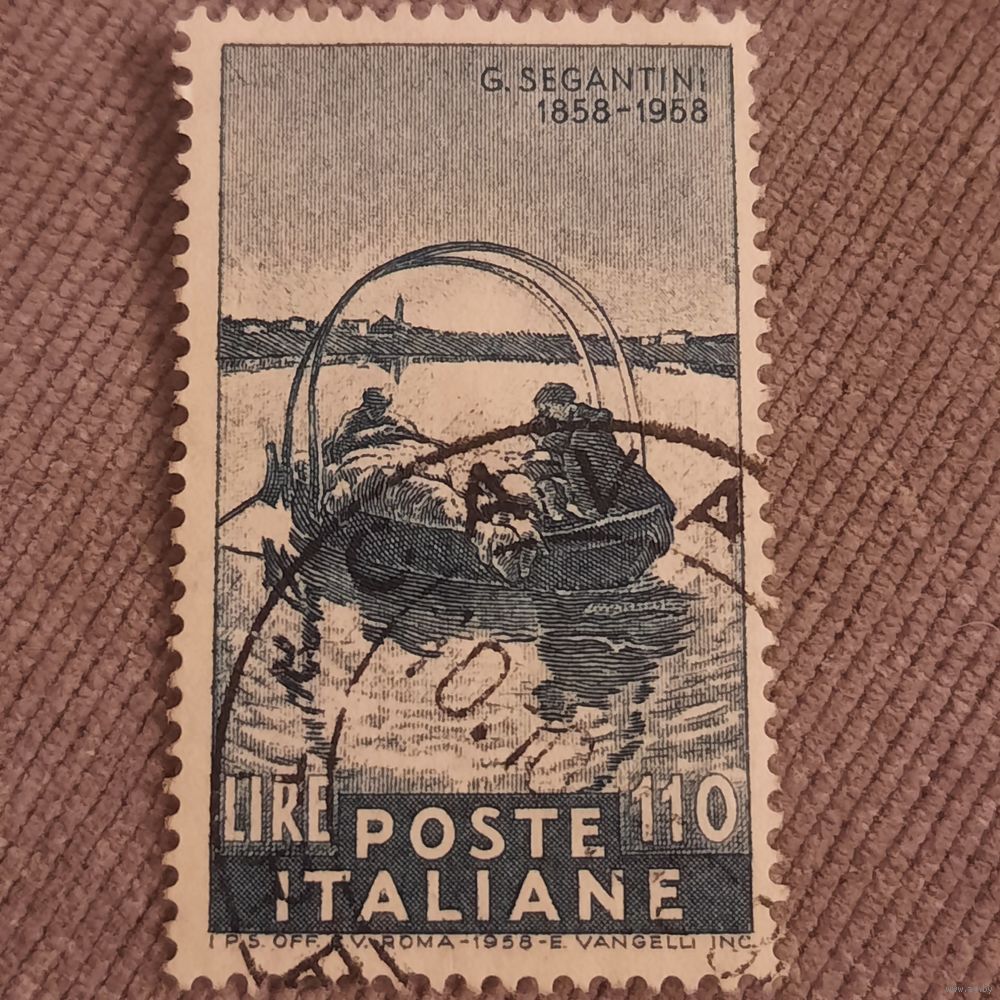 G. SEGANTINI
1858-1958
LIRE 110
POSTE
ITALIANE
I.P.S. OFF. C.V. ROMA-1958-E. VANGELLI INC.